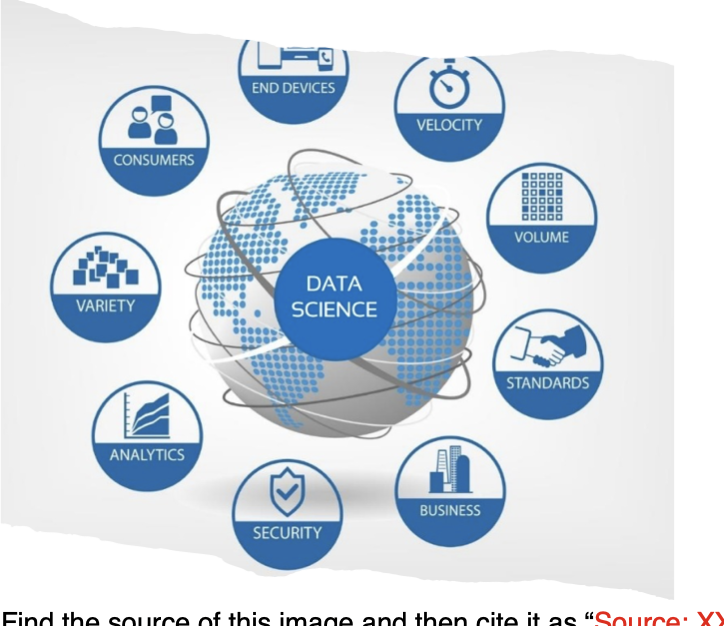 END DEVICES
VELOCITY
CONSUMERS
VOLUME
DATA
SCIENCE
VARIETY
STANDARDS
ANALYTICS
BUSINESS
SECURITY
Find the source of this image and then cite it as “Source: XX